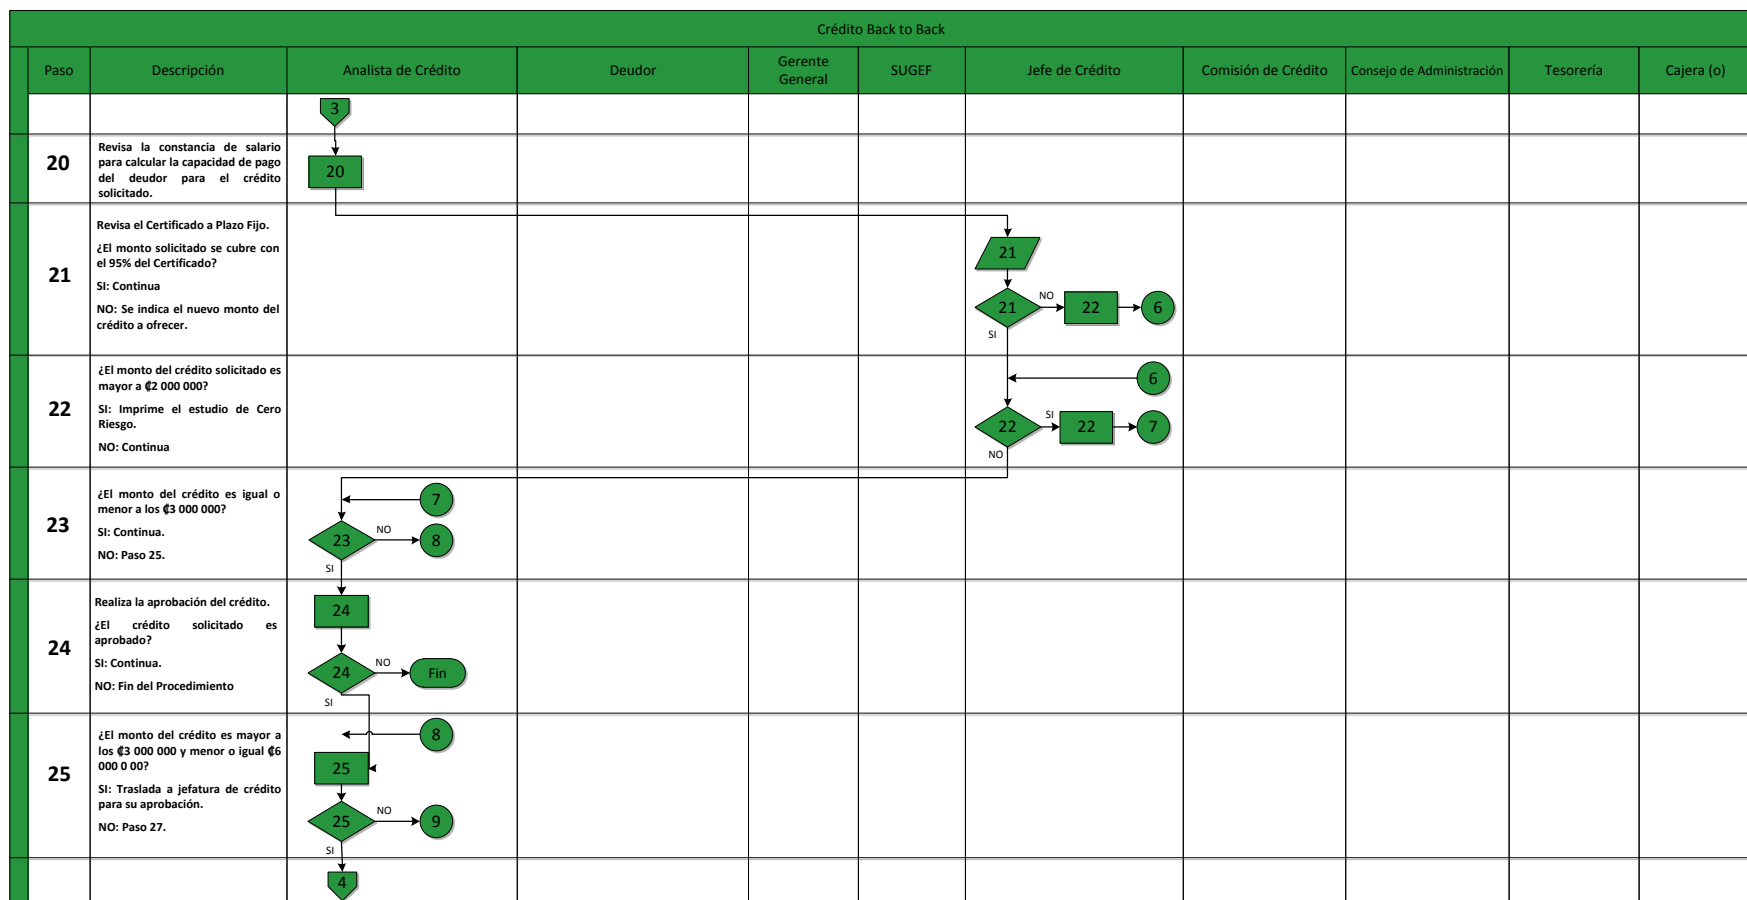 Crédito Back to Back
Paso
Descripción
Analista de Crédito
Deudor
Gerente
General
SUGEF
Jefe de Crédito
Comisión de Crédito
Consejo de Administración
Tesorería
Cajera (o)
3
20
Revisa la constancia de salario
para calcular la capacidad de pago
del deudor para el crédito
solicitado.
20
21
Revisa el Certificado a Plazo Fijo.
¿El monto solicitado se cubre con
el 95% del Certificado?
SI: Continua
NO: Se indica el nuevo monto del
crédito a ofrecer.
21
21
NO
22
6
SI
22
¿El monto del crédito solicitado es
mayor a ₡2 000 000?
SI: Imprime el estudio de Cero
Riesgo.
NO: Continua
6
22
SI
22
7
NO
23
¿El monto del crédito es igual o
menor a los ₡3 000 000?
SI: Continua.
NO: Paso 25.
7
23
NO
8
SI
24
Realiza la aprobación del crédito.
¿El crédito solicitado es
aprobado?
SI: Continua.
NO: Fin del Procedimiento
24
24
NO
Fin
SI
25
¿El monto del crédito es mayor a
los ₡3 000 000 y menor o igual ₡6
000 0 00?
SI: Traslada a jefatura de crédito
para su aprobación.
NO: Paso 27.
8
25
25
NO
9
SI
4